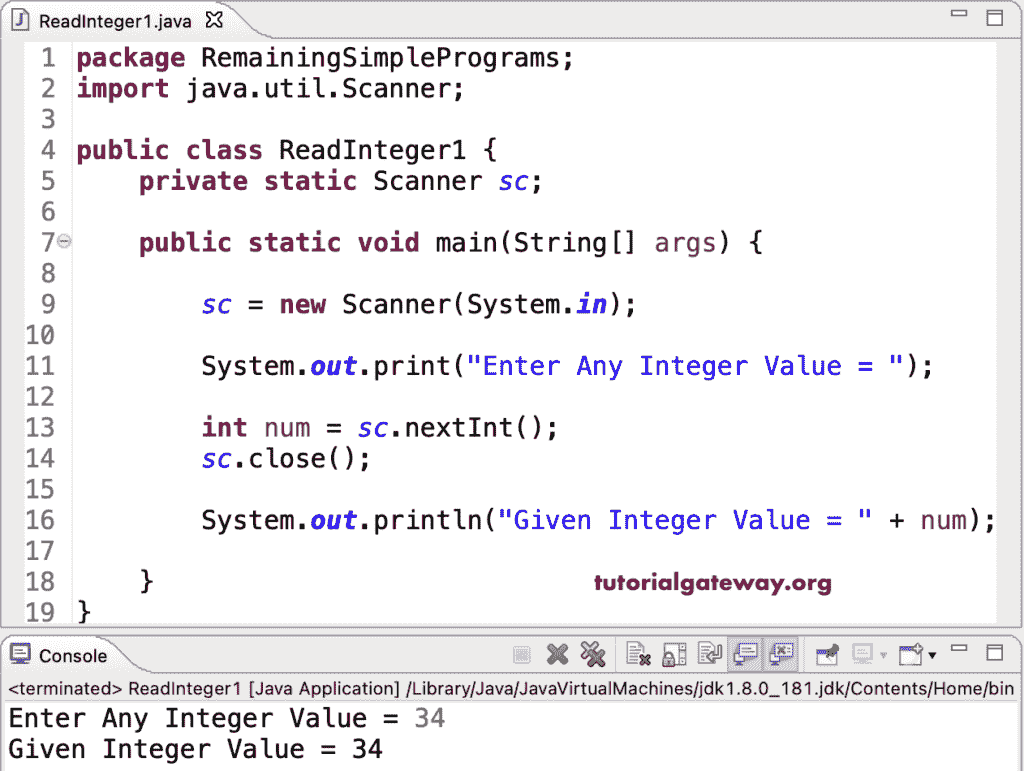 ReadInteger1.java
1 package RemainingSimplePrograms;
2 import java.util.Scanner;
3
4 public class ReadInteger1 {
5     private static Scanner sc;
6
7     public static void main(String[] args) {
8
9         sc = new Scanner(System.in);
10
11         System.out.print("Enter Any Integer Value = ");
12
13         int num = sc.nextInt();
14         sc.close();
15
16         System.out.println("Given Integer Value = " + num);
17
18     }
tutorialgateway.org
19 }
Console
<terminated> ReadInteger1 [Java Application] /Library/Java/JavaVirtualMachines/jdk1.8.0_181.jdk/Contents/Home/bin
Enter Any Integer Value = 34
Given Integer Value = 34